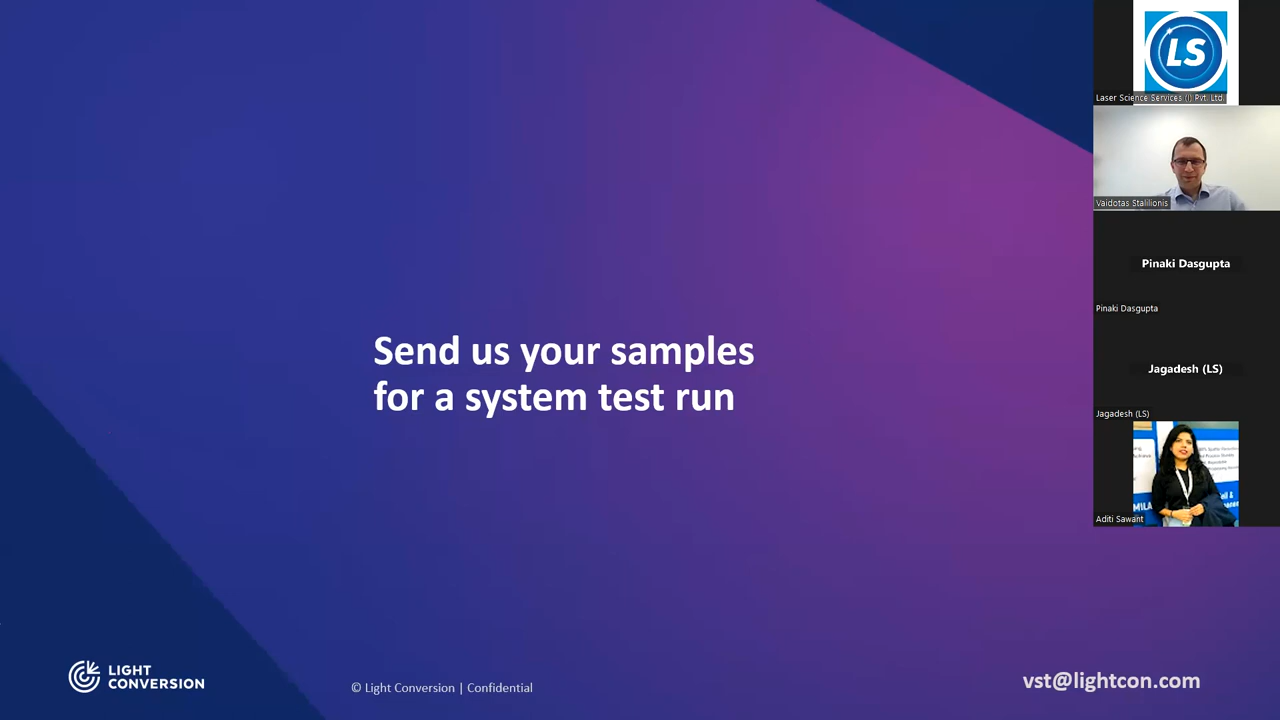 Send us your samples
for a system test run
LIGHT
CONVERSION
© Light Conversion | Confidential
vst@lightcon.com
LS
Laser Science Services (I) Pvt. Ltd.
Vaidotas Stalilionis
Pinaki Dasgupta
Pinaki Dasgupta
Jagadesh (LS)
Jagadesh (LS)
Aditi Sawant